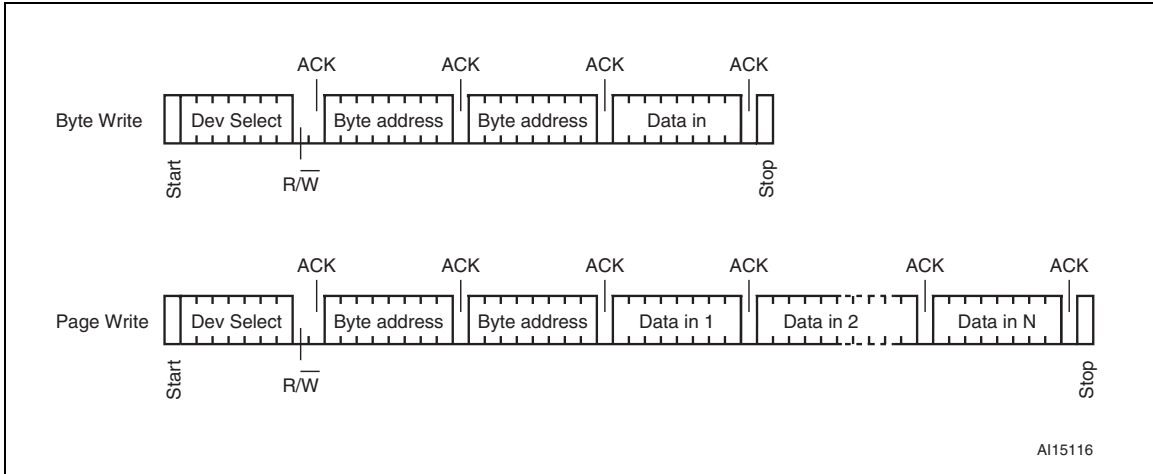 ACK ACK ACK ACK
Byte Write Dev Select Byte address Byte address Data in
Start R/W̅ Stop
ACK ACK ACK ACK ACK ACK
Page Write Dev Select Byte address Byte address Data in 1 Data in 2 Data in N
Start R/W̅ Stop
AI15116